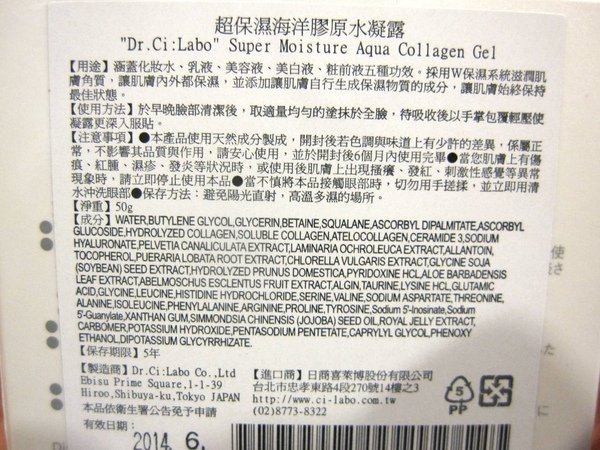 超保濕海洋膠原水凝露
"Dr.Ci:Labo" Super Moisture Aqua Collagen Gel
【用途】涵蓋化妝水、乳液、美容液、美白液、粧前液五種功效。採用W保濕系統滋潤肌
膚角質，讓肌膚內外都保濕，並添加讓肌膚自行生成保濕物質的成分，讓肌膚始終保持
最佳狀態。
【使用方法】於早晚臉部清潔後，取適量均勻的塗抹於全臉，待吸收後以手掌包覆輕壓使
凝露更深入服貼。
【注意事項】●本產品使用天然成分製成，開封後若色調與味道上有少許的差異，係屬正
常，不影響其品質與作用，請安心使用，並於開封後6個月內使用完畢●當您肌膚上有傷
痕、紅腫、濕疹、發炎等狀況時，或使用後肌膚上出現搔癢、發紅、刺激性感覺等異常
現象時，請立即停止使用本品●當不慎將本品接觸眼部時，切勿用手搓揉，並立即用清
水沖洗眼部●保存方法：避免陽光直射，高溫多濕的場所。
【淨重】50g
【成分】WATER,BUTYLENE GLYCOL,GLYCERIN,BETAINE,SQUALANE,ASCORBYL DIPALMITATE,ASCORBYL
GLUCOSIDE,HYDROLYZED COLLAGEN,SOLUBLE COLLAGEN,ATELOCOLLAGEN,CERAMIDE 3,SODIUM
HYALURONATE,PELVETIA CANALICULATA EXTRACT,LAMINARIA OCHROLEUCA EXTRACT,ALLANTOIN,
TOCOPHEROL,PUERARIA LOBATA ROOT EXTRACT,CHLORELLA VULGARIS EXTRACT,GLYCINE SOJA
(SOYBEAN) SEED EXTRACT,HYDROLYZED PRUNUS DOMESTICA,PYRIDOXINE HCL,ALOE BARBADENSIS
LEAF EXTRACT,ABELMOSCHUS ESCLENTUS FRUIT EXTRACT,ALGIN,TAURINE,LYSINE HCL,GLUTAMIC
ACID,GLYCINE,LEUCINE,HISTIDINE HYDROCHLORIDE,SERINE,VALINE,SODIUM ASPARTATE,THREONINE,
ALANINE,ISOLEUCINE,PHENYLALANINE,ARGININE,PROLINE,TYROSINE,Sodium 5'-Inosinate,Sodium
5'-Guanylate,XANTHAN GUM,SIMMONDSIA CHINENSIS (JOJOBA) SEED OIL,ROYAL JELLY EXTRACT,
CARBOMER,POTASSIUM HYDROXIDE,PENTASODIUM PENTETATE,CAPRYLYL GLYCOL,PHENOXY
ETHANOL,DIPOTASSIUM GLYCYRRHIZATE.
【保存期限】5年
【製造商】Dr.Ci:Labo Co.,Ltd
Ebisu Prime Square,1-1-39
Hiroo,Shibuya-ku,Tokyo JAPAN
【進口商】日商喜萊博股份有限公司
台北市忠孝東路4段270號14樓之3
http://www.ci-labo.com.tw
(02)8773-8322
5
PP
本品依衛生署公告免予申請
有效日期：
2014. 6.